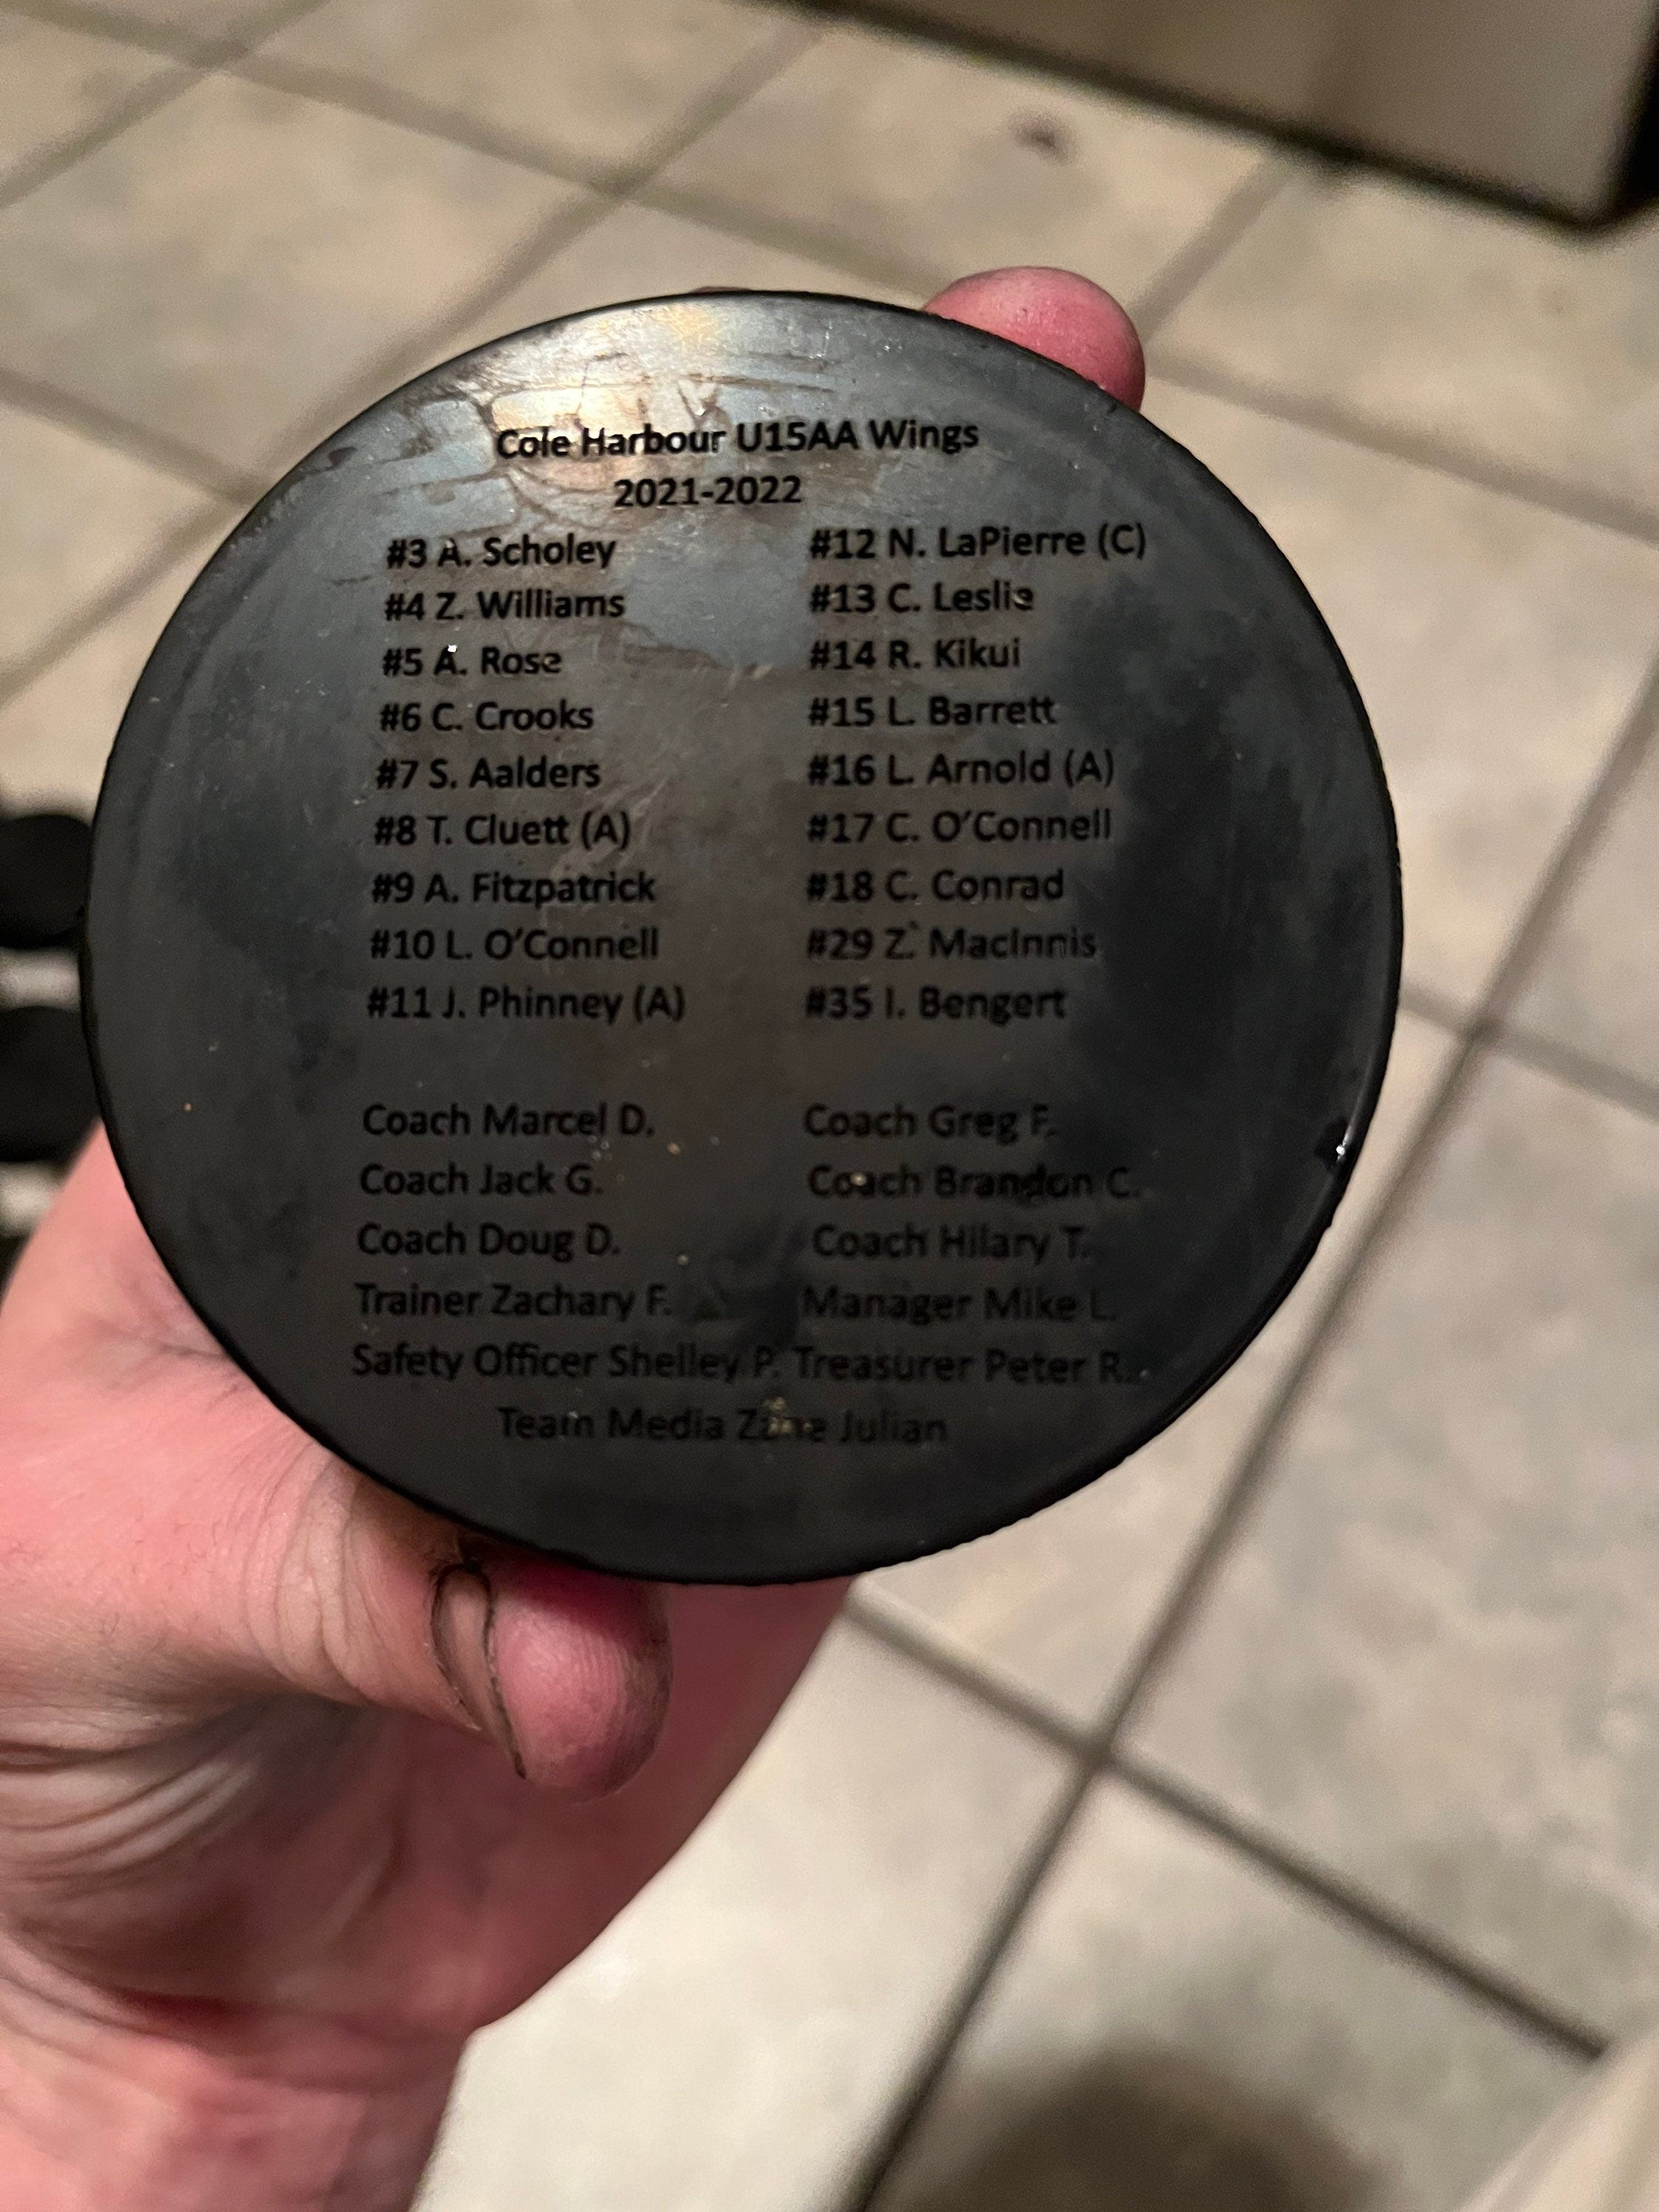 Cole Harbour U15AA Wings
2021-2022
#3 A. Scholey
#4 Z. Williams
#5 A. Rose
#6 C. Crooks
#7 S. Aalders
#8 T. Cluett (A)
#9 A. Fitzpatrick
#10 L. O'Connell
#11 J. Phinney (A)
#12 N. LaPierre (C)
#13 C. Leslie
#14 R. Kikui
#15 L. Barrett
#16 L. Arnold (A)
#17 C. O'Connell
#18 C. Conrad
#29 Z. MacInnis
#35 I. Bengert
Coach Marcel D. Coach Greg F.
Coach Jack G. Coach Brandon C.
Coach Doug D. Coach Hilary T.
Trainer Zachary F. Manager Mike L.
Safety Officer Shelley P. Treasurer Peter R.
Team Media Julian